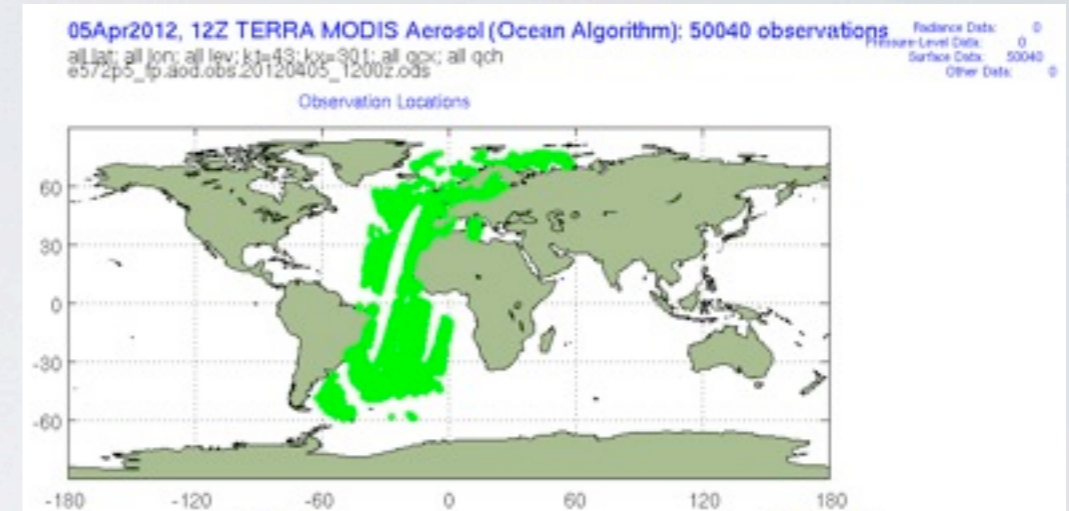 05Apr2012, 12Z TERRA MODIS Aerosol (Ocean Algorithm): 50040 observations
Radiance Data: 0
Pressure-Level Data: 0
Surface Data: 50040
Other Data: 0
all lat; all lon; all lev; kt=43; kx=301; all qcx; all qch
e572p5_fp.aod.obs.20120405_1200z.ods
Observation Locations
60
30
0
-30
-60
-180 -120 -60 0 60 120 180